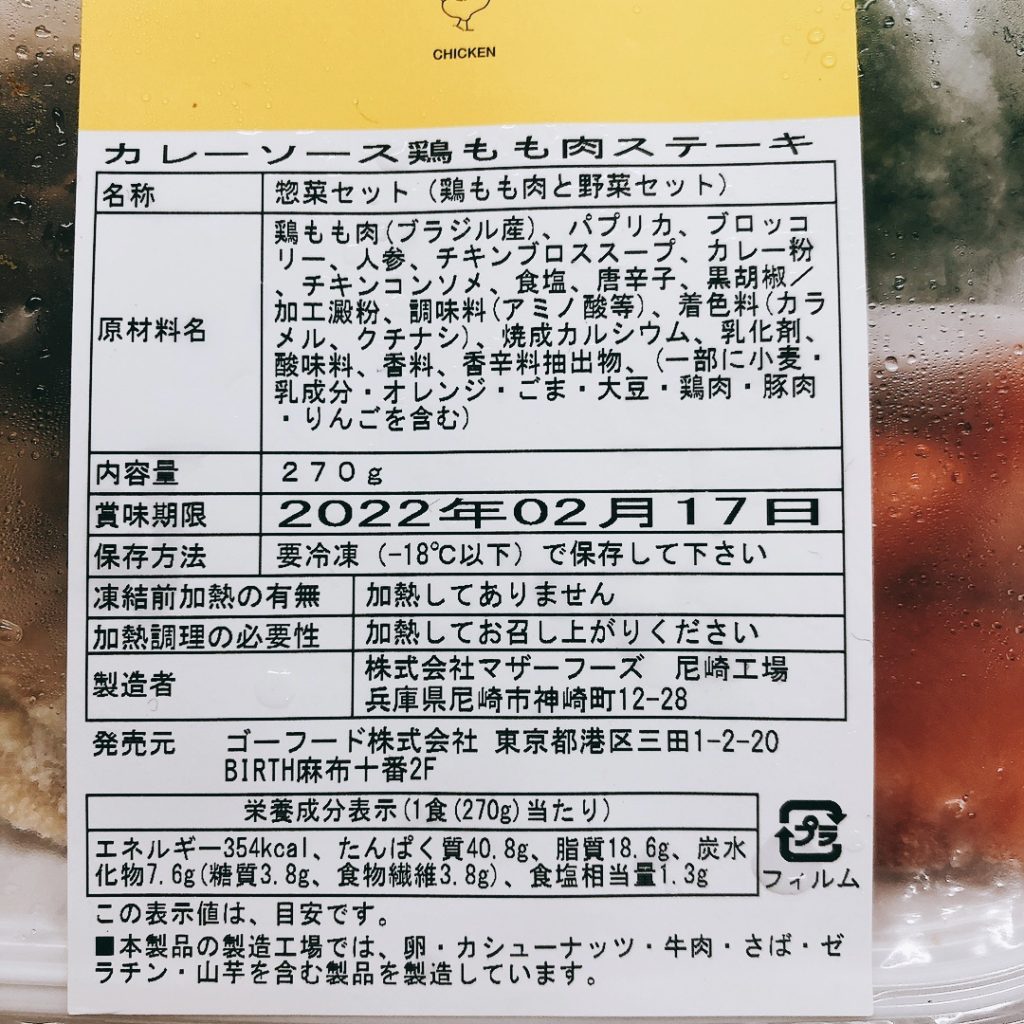 CHICKEN
カレーソース鶏もも肉ステーキ
名称 惣菜セット（鶏もも肉と野菜セット）
原材料名
鶏もも肉(ブラジル産)、パプリカ、ブロッコ
リー、人参、チキンブロススープ、カレー粉
、チキンコンソメ、食塩、唐辛子、黒胡椒／
加工澱粉、調味料(アミノ酸等)、着色料(カラ
メル、クチナシ)、焼成カルシウム、乳化剤、
酸味料、香料、香辛料抽出物、(一部に小麦・
乳成分・オレンジ・ごま・大豆・鶏肉・豚肉
・りんごを含む)
内容量 ２７０ｇ
賞味期限 2022年02月17日
保存方法 要冷凍（-18℃以下）で保存して下さい
凍結前加熱の有無 加熱してありません
加熱調理の必要性 加熱してお召し上がりください
製造者 株式会社マザーフーズ　尼崎工場
兵庫県尼崎市神崎町12-28
発売元 ゴーフード株式会社 東京都港区三田1-2-20
BIRTH麻布十番2F
栄養成分表示(1食(270g)当たり)
エネルギー354kcal、たんぱく質40.8g、脂質18.6g、炭水
化物7.6g(糖質3.8g、食物繊維3.8g)、食塩相当量1.3g
プラ
フィルム
この表示値は、目安です。
■本製品の製造工場では、卵・カシューナッツ・牛肉・さば・ゼ
ラチン・山芋を含む製品を製造しています。